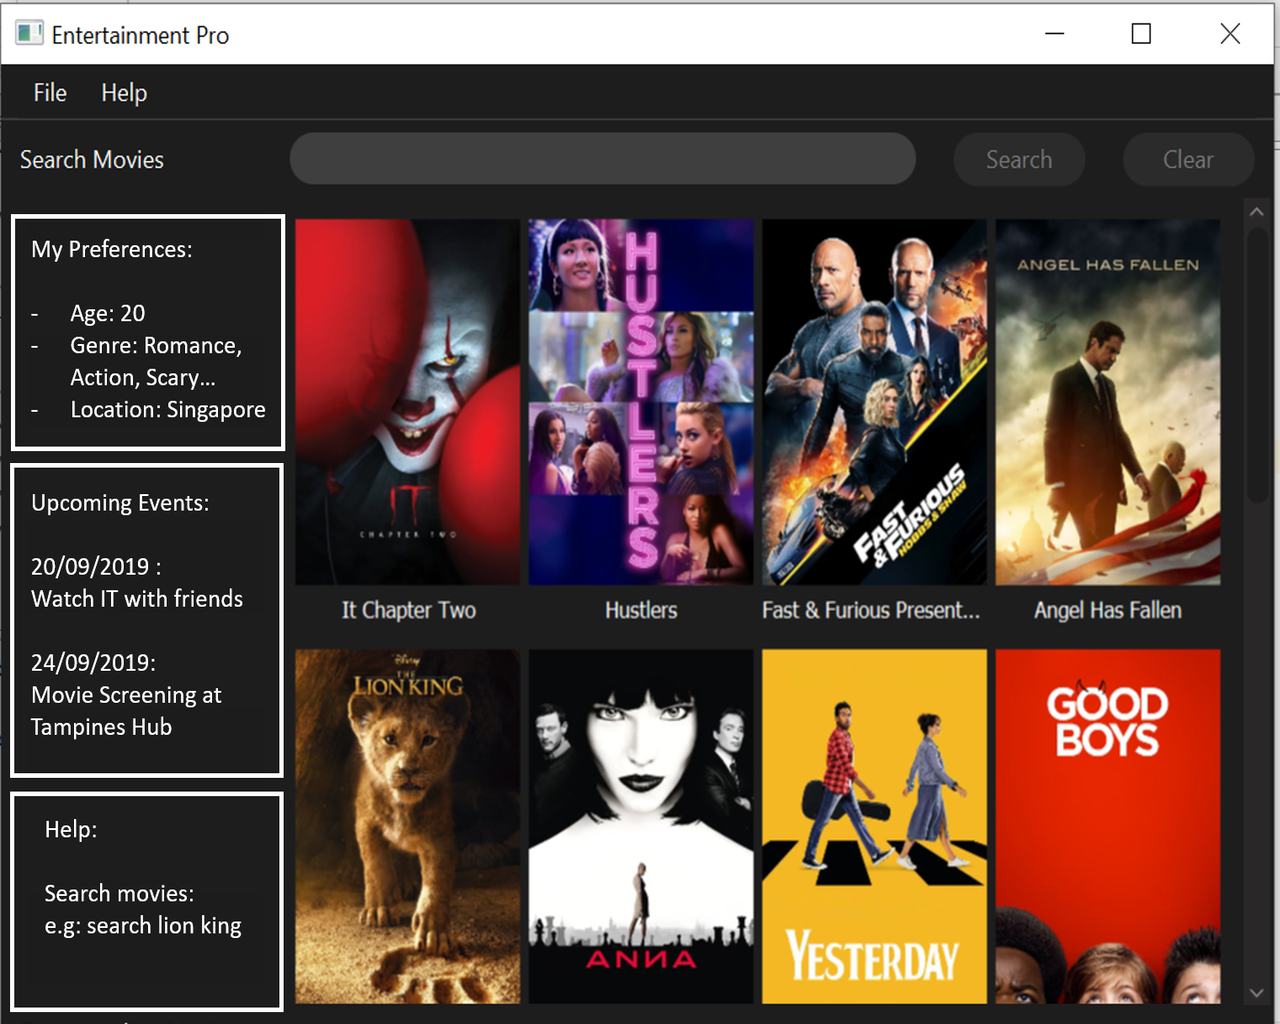 Entertainment Pro
File Help
Search Movies
Search Clear
My Preferences:
- Age: 20
- Genre: Romance,
Action, Scary...
- Location: Singapore
Upcoming Events:
20/09/2019 :
Watch IT with friends
24/09/2019:
Movie Screening at
Tampines Hub
Help:
Search movies:
e.g: search lion king
IT
CHAPTER TWO
It Chapter Two
HUSTLERS
Hustlers
FAST
& FURIOUS
HOBBS & SHAW
Fast & Furious Present...
ANGEL HAS FALLEN
Angel Has Fallen
Disney
THE
LION KING
ANNA
YESTERDAY
GOOD
BOYS